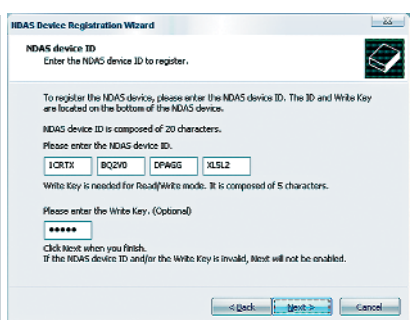 NDAS Device Registration Wizard
NDAS device ID
Enter the NDAS device ID to register.
To register the NDAS device, please enter the NDAS device ID. The ID and Write Key
are located on the bottom of the NDAS device.
NDAS device ID is composed of 20 characters.
Please enter the NDAS device ID.
1CRTX BQ2V0 DPAGG XL5L2
Write Key is needed for Read/Write mode. It is composed of 5 characters.
Please enter the Write Key. (Optional)
•••••
Click Next when you finish.
If the NDAS device ID and/or the Write Key is invalid, Next will not be enabled.
< Back Next > Cancel